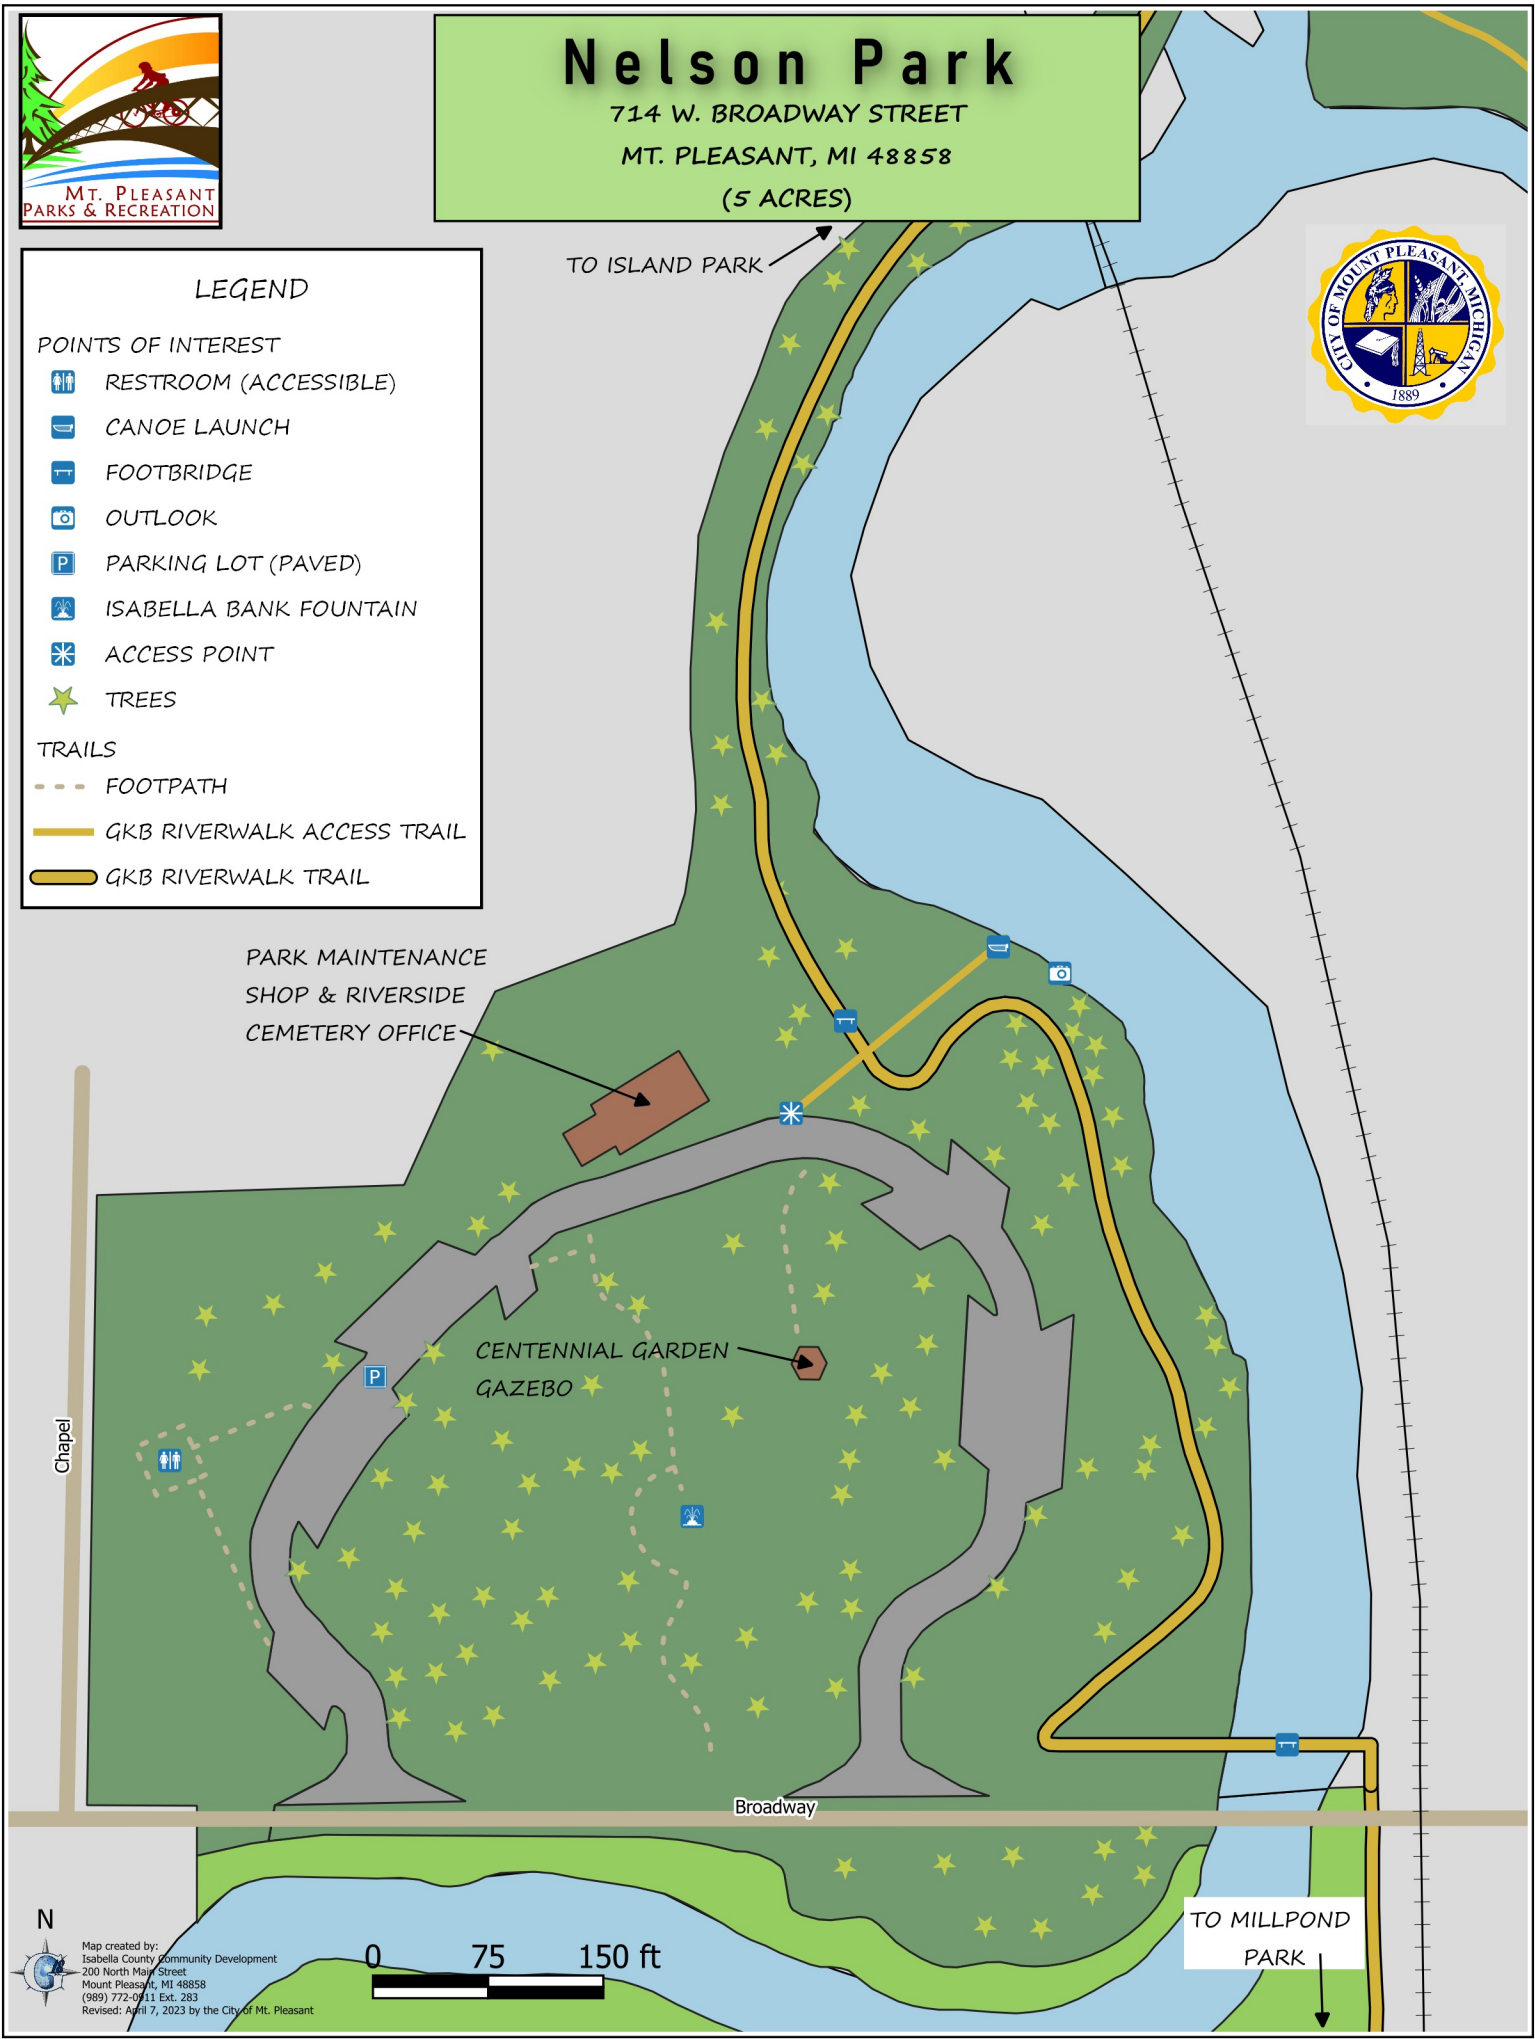 Nelson Park
714 W. BROADWAY STREET
MT. PLEASANT, MI 48858
(5 ACRES)
MT. PLEASANT
PARKS & RECREATION
TO ISLAND PARK
CITY OF MOUNT PLEASANT, MICHIGAN
1889
LEGEND
POINTS OF INTEREST
RESTROOM (ACCESSIBLE)
CANOE LAUNCH
FOOTBRIDGE
OUTLOOK
P PARKING LOT (PAVED)
ISABELLA BANK FOUNTAIN
ACCESS POINT
TREES
TRAILS
FOOTPATH
GKB RIVERWALK ACCESS TRAIL
GKB RIVERWALK TRAIL
PARK MAINTENANCE
SHOP & RIVERSIDE
CEMETERY OFFICE
CENTENNIAL GARDEN
GAZEBO
P
Chapel
Broadway
TO MILLPOND
PARK
N
Map created by:
Isabella County Community Development
200 North Main Street
Mount Pleasant, MI 48858
(989) 772-0911 Ext. 283
Revised: April 7, 2023 by the City of Mt. Pleasant
0 75 150 ft